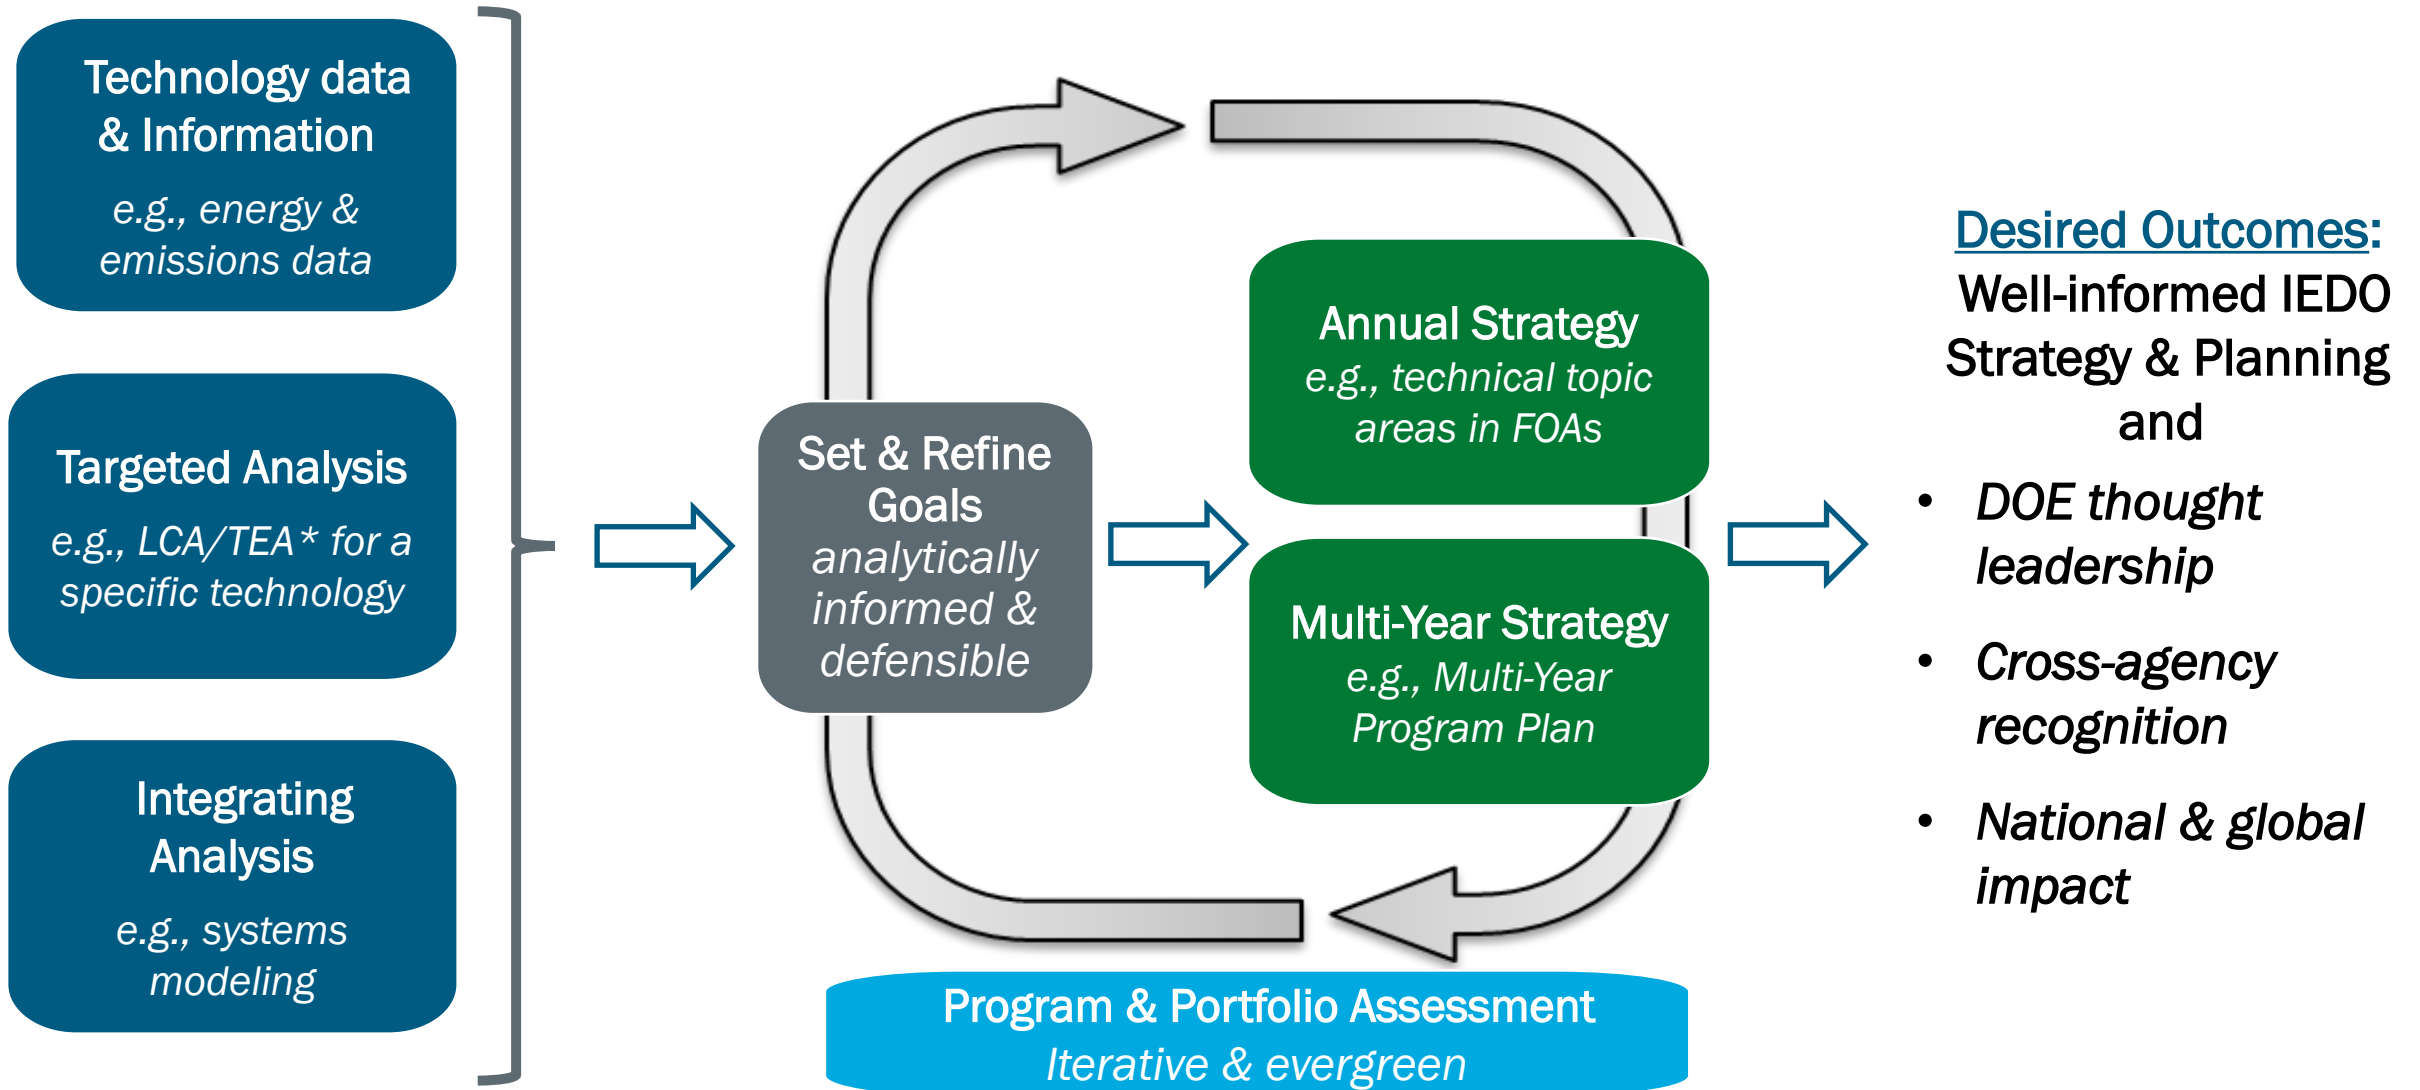 Technology data
& Information
e.g., energy &
emissions data
Targeted Analysis
e.g., LCA/TEA* for a
specific technology
Integrating
Analysis
e.g., systems
modeling
Set & Refine
Goals
analytically
informed &
defensible
Annual Strategy
e.g., technical topic
areas in FOAs
Multi-Year Strategy
e.g., Multi-Year
Program Plan
Program & Portfolio Assessment
Iterative & evergreen
Desired Outcomes:
Well-informed IEDO
Strategy & Planning
and
• DOE thought
leadership
• Cross-agency
recognition
• National & global
impact